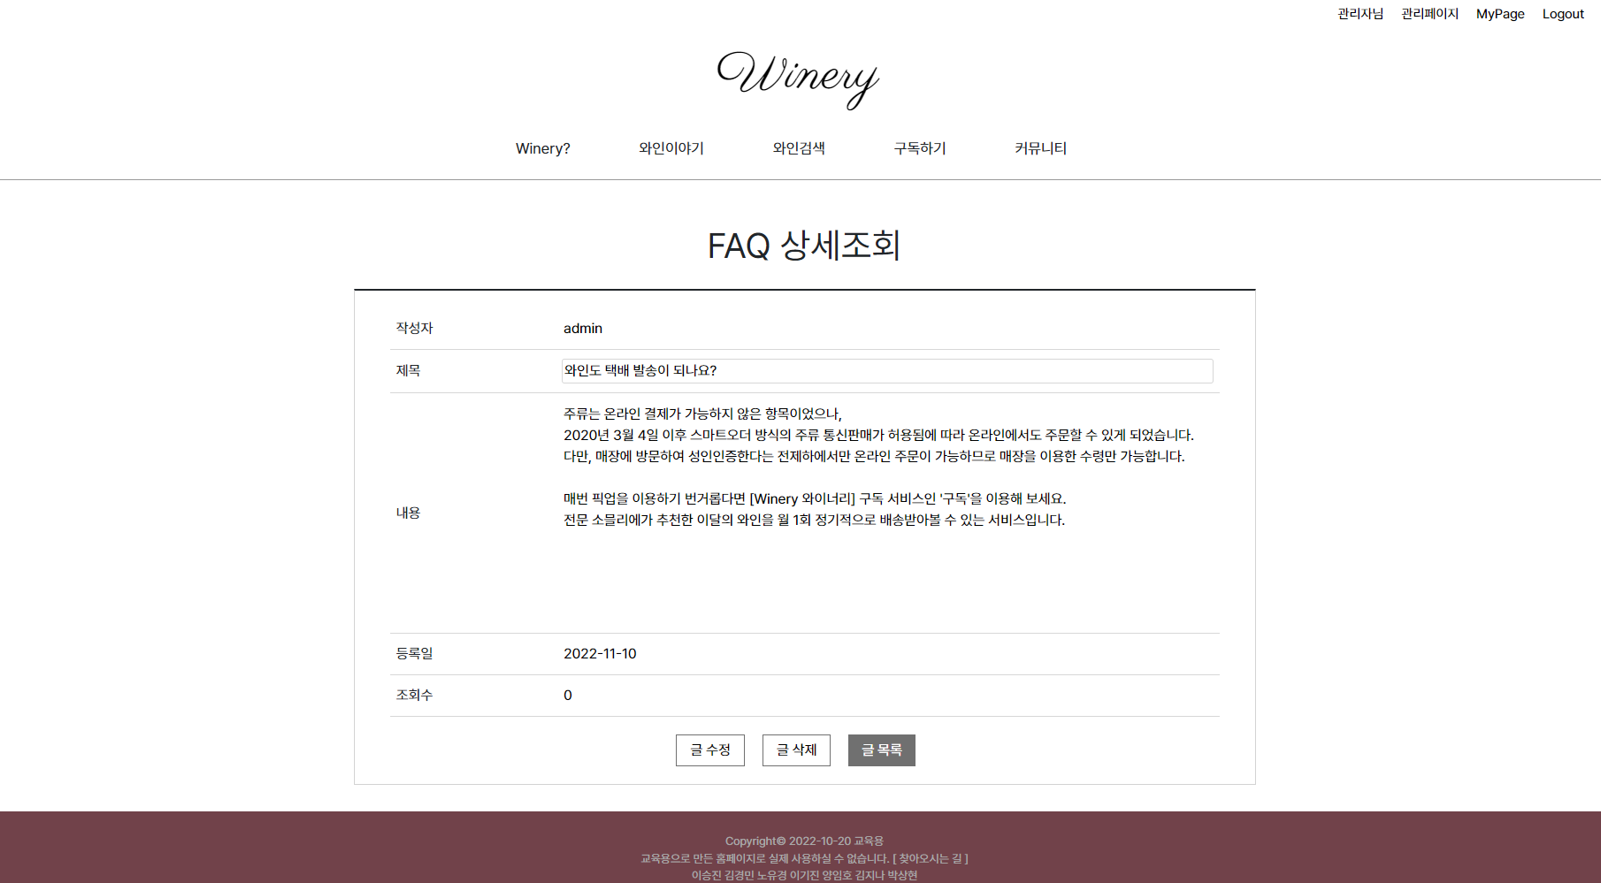 관리자님 관리페이지 MyPage Logout
Winery
Winery? 와인이야기 와인검색 구독하기 커뮤니티
FAQ 상세조회
작성자 admin
제목 와인도 택배 발송이 되나요?
내용
주류는 온라인 결제가 가능하지 않은 항목이었으나,
2020년 3월 4일 이후 스마트오더 방식의 주류 통신판매가 허용됨에 따라 온라인에서도 주문할 수 있게 되었습니다.
다만, 매장에 방문하여 성인인증한다는 전제하에서만 온라인 주문이 가능하므로 매장을 이용한 수령만 가능합니다.
매번 픽업을 이용하기 번거롭다면 [Winery 와이너리] 구독 서비스인 '구독'을 이용해 보세요.
전문 소믈리에가 추천한 이달의 와인을 월 1회 정기적으로 배송받아볼 수 있는 서비스입니다.
등록일 2022-11-10
조회수 0
글 수정 글 삭제 글 목록
Copyright© 2022-10-20 교육용
교육용으로 만든 홈페이지로 실제 사용하실 수 없습니다. [ 찾아오시는 길 ]
이승진 김경민 노유경 이기진 양임호 김지나 박상현